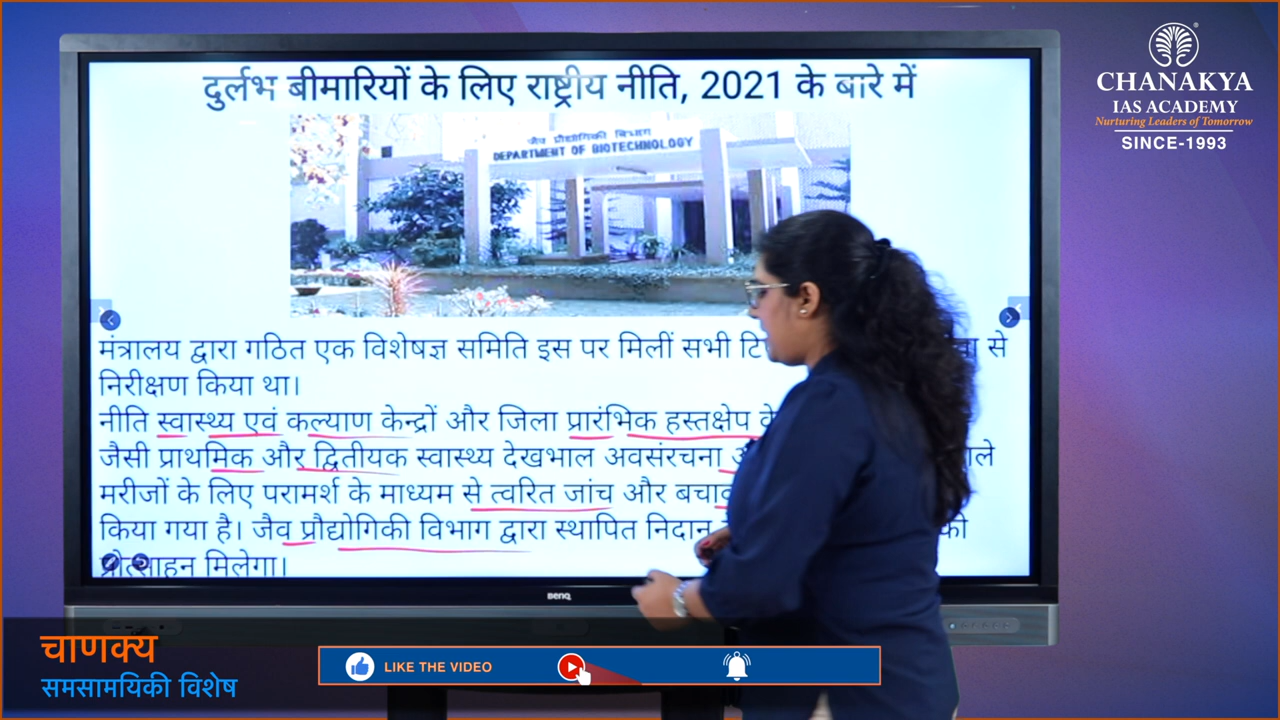 दुर्लभ बीमारियों के लिए राष्ट्रीय नीति, 2021 के बारे में
जैव प्रौद्योगिकी विभाग
DEPARTMENT OF BIOTECHNOLOGY
मंत्रालय द्वारा गठित एक विशेषज्ञ समिति इस पर मिलीं सभी से
निरीक्षण किया था।
नीति स्वास्थ्य एवं कल्याण केन्द्रों और जिला प्रारंभिक हस्तक्षेप
जैसी प्राथमिक और द्वितीयक स्वास्थ्य देखभाल अवसंरचना
मरीजों के लिए परामर्श के माध्यम से त्वरित जांच और
किया गया है। जैव प्रौद्योगिकी विभाग द्वारा स्थापित निदान को
प्रोत्साहन मिलेगा।
BenQ
CHANAKYA
IAS ACADEMY
Nurturing Leaders of Tomorrow
SINCE-1993
चाणक्य
समसामयिकी विशेष
LIKE THE VIDEO